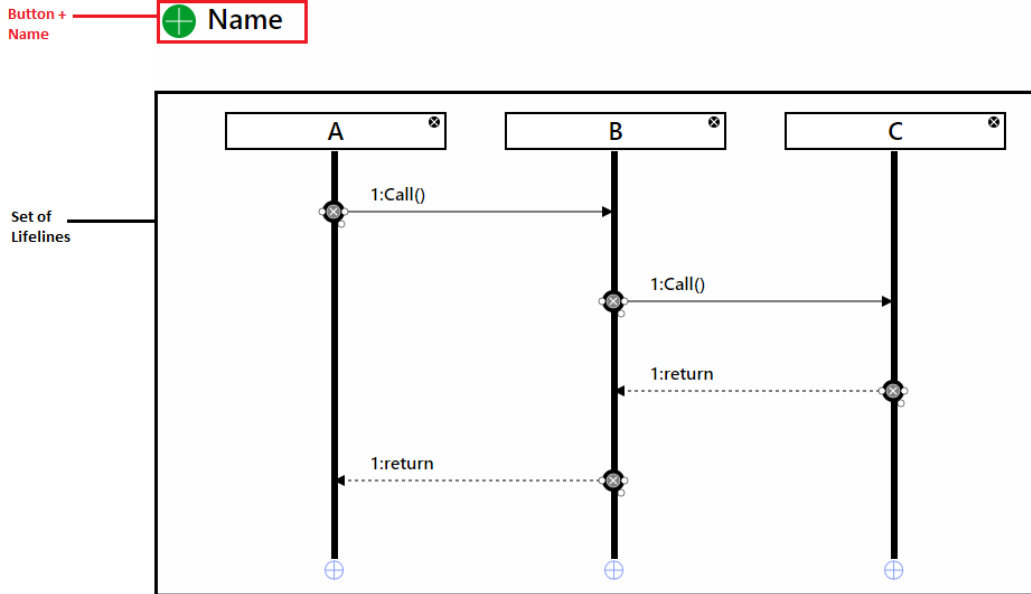 Button +
Name
Name
A
B
C
1:Call()
Set of
Lifelines
1:Call()
1:return
1:return